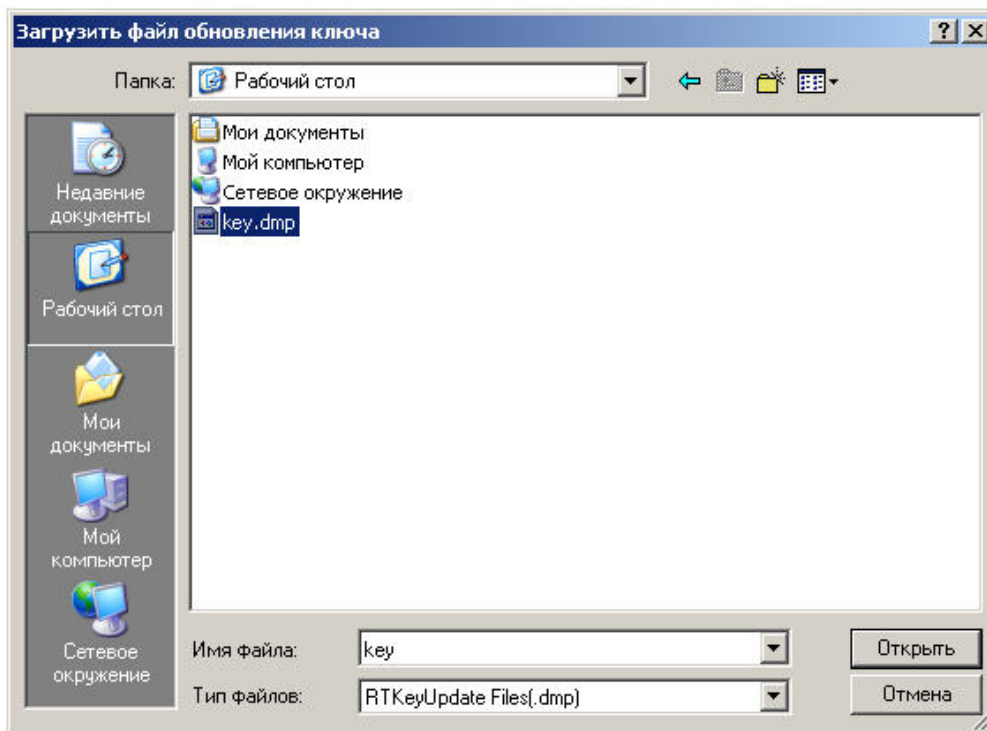 Загрузить файл обновления ключа
Папка:
Рабочий стол
Недавние
документы
Рабочий стол
Мои
документы
Мой
компьютер
Сетевое
окружение
Мои документы
Мой компьютер
Сетевое окружение
key.dmp
Имя файла:
key
Открыть
Тип файлов:
RTKeyUpdate Files(.dmp)
Отмена